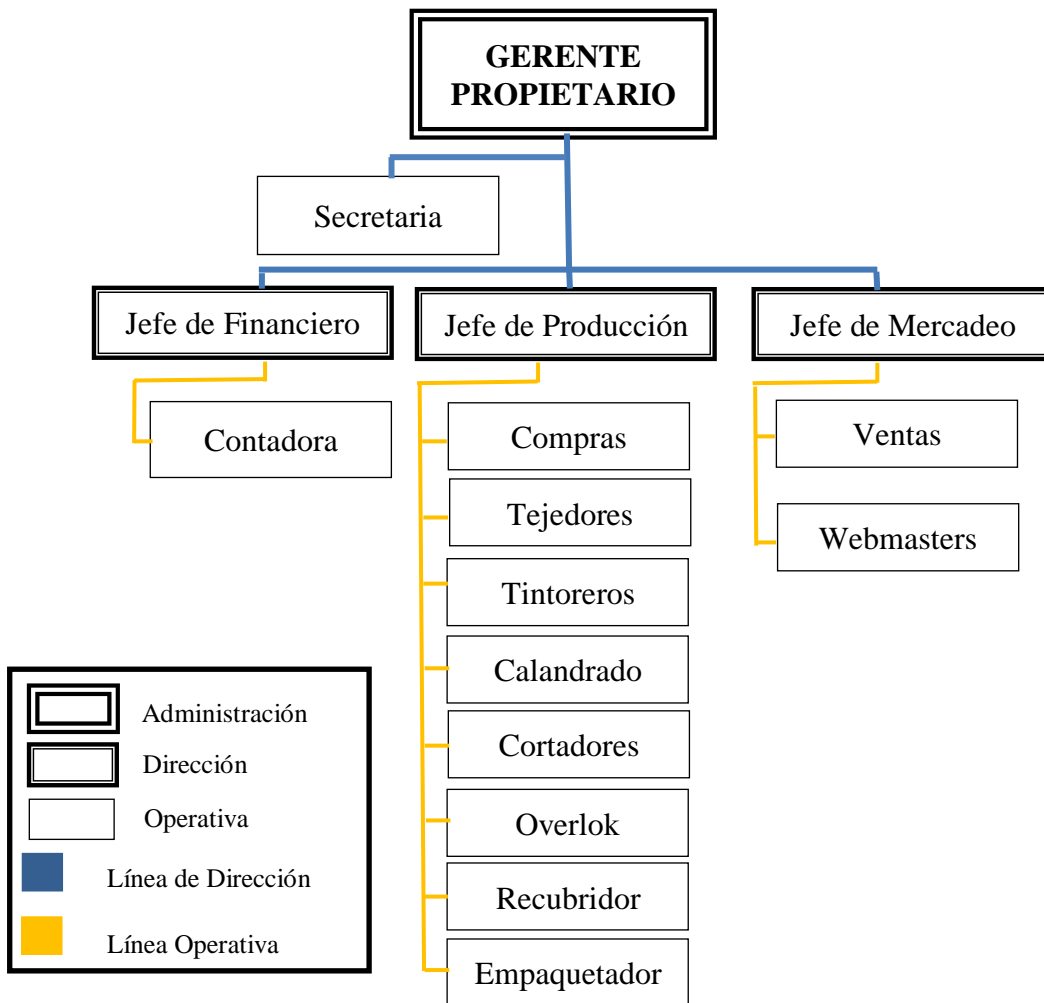 GERENTE
PROPIETARIO
Secretaria
Jefe de Financiero
Jefe de Producción
Jefe de Mercadeo
Contadora
Compras
Tejedores
Tintoreros
Calandrado
Cortadores
Overlok
Recubridor
Empaquetador
Ventas
Webmasters
Administración
Dirección
Operativa
Línea de Dirección
Línea Operativa